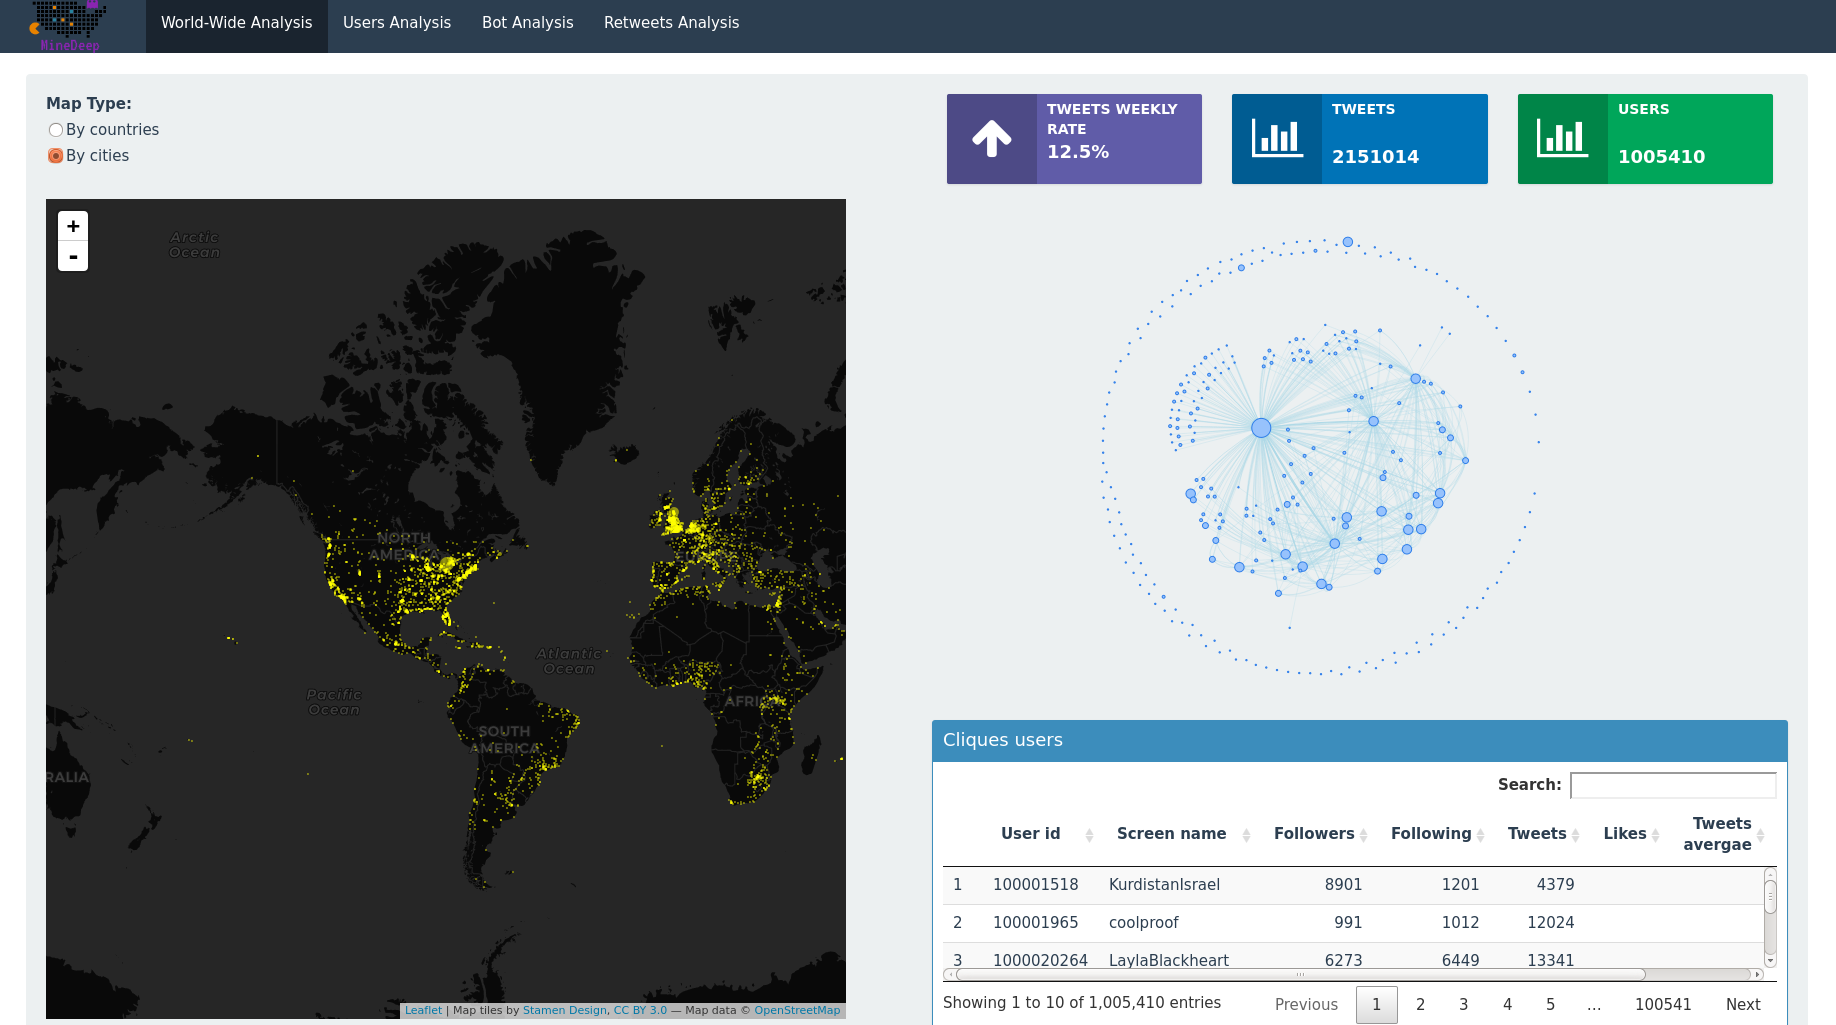 MineDeep
World-Wide Analysis
Users Analysis
Bot Analysis
Retweets Analysis
Map Type:
By countries
By cities
TWEETS WEEKLY
RATE
12.5%
TWEETS
2151014
USERS
1005410
+
-
Arctic
Ocean
NORTH
AMERICA
Atlantic
Ocean
Pacific
Ocean
AFRICA
SOUTH
AMERICA
RALIA
Leaflet | Map tiles by Stamen Design, CC BY 3.0 — Map data © OpenStreetMap
Cliques users
Search:
User id Screen name Followers Following Tweets Likes Tweets
avergae
1 100001518 KurdistanIsrael 8901 1201 4379
2 100001965 coolproof 991 1012 12024
3 1000020264 LaylaBlackheart 6273 6449 13341
Showing 1 to 10 of 1,005,410 entries
Previous 1 2 3 4 5 … 100541 Next